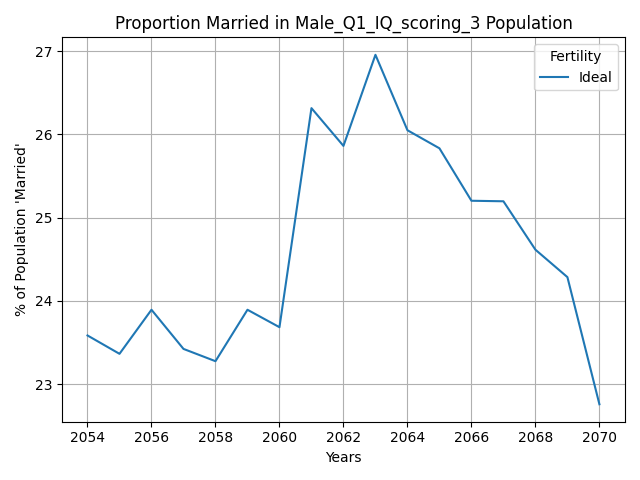 Proportion Married in Male_Q1_IQ_scoring_3 Population
Fertility
Ideal
27
26
25
24
23
% of Population 'Married'
2054 2056 2058 2060 2062 2064 2066 2068 2070
Years